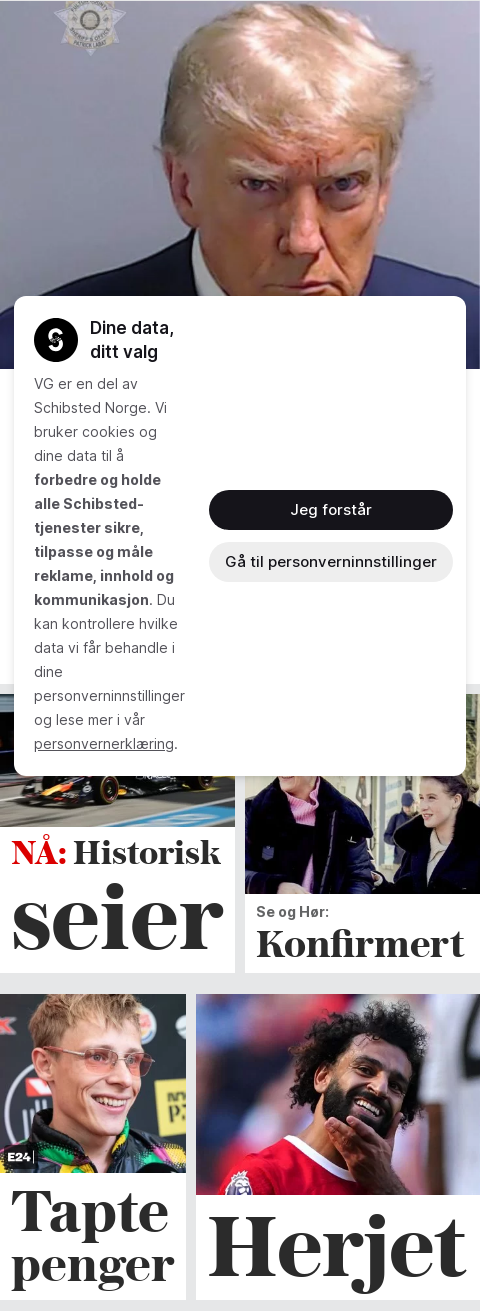 Dine data,
ditt valg
VG er en del av
Schibsted Norge. Vi
bruker cookies og
dine data til å
forbedre og holde
alle Schibsted-
tjenester sikre,
tilpasse og måle
reklame, innhold og
kommunikasjon. Du
kan kontrollere hvilke
data vi får behandle i
dine
personverninnstillinger
og lese mer i vår
personvernerklæring.
Jeg forstår
Gå til personverninnstillinger
NÅ: Historisk
seier
Se og Hør:
Konfirmert
E24
Tapte
penger
Herjet